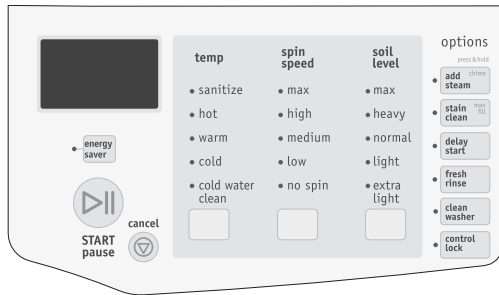 options
press & hold
temp
spin
speed
soil
level
sanitize
hot
warm
cold
cold water
clean
max
high
medium
low
no spin
max
heavy
normal
light
extra
light
add
steam
chime
stain
clean
max
fill
delay
start
fresh
rinse
clean
washer
control
lock
energy
saver
START
pause
cancel